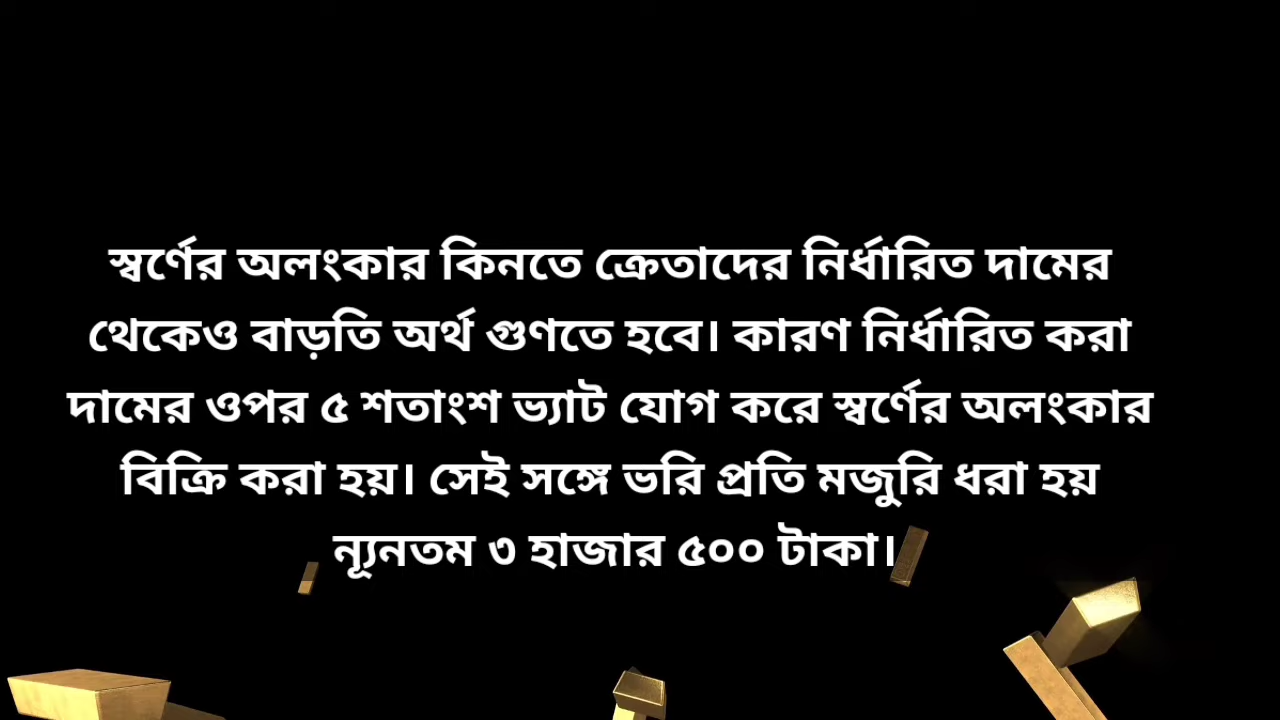 স্বর্ণের অলংকার কিনতে ক্রেতাদের নির্ধারিত দামের
থেকেও বাড়তি অর্থ গুণতে হবে। কারণ নির্ধারিত করা
দামের ওপর ৫ শতাংশ ভ্যাট যোগ করে স্বর্ণের অলংকার
বিক্রি করা হয়। সেই সঙ্গে ভরি প্রতি মজুরি ধরা হয়
ন্যূনতম ৩ হাজার ৫০০ টাকা।